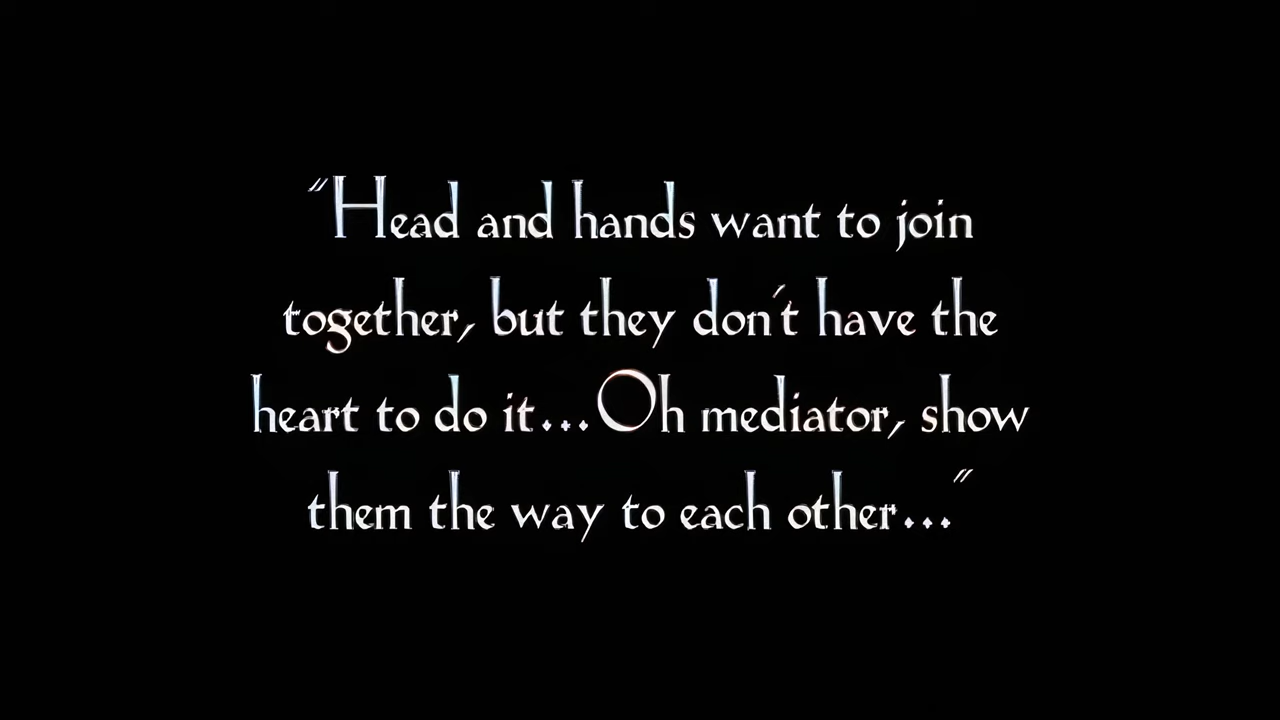 "Head and hands want to join
together, but they don't have the
heart to do it...Oh mediator, show
them the way to each other..."